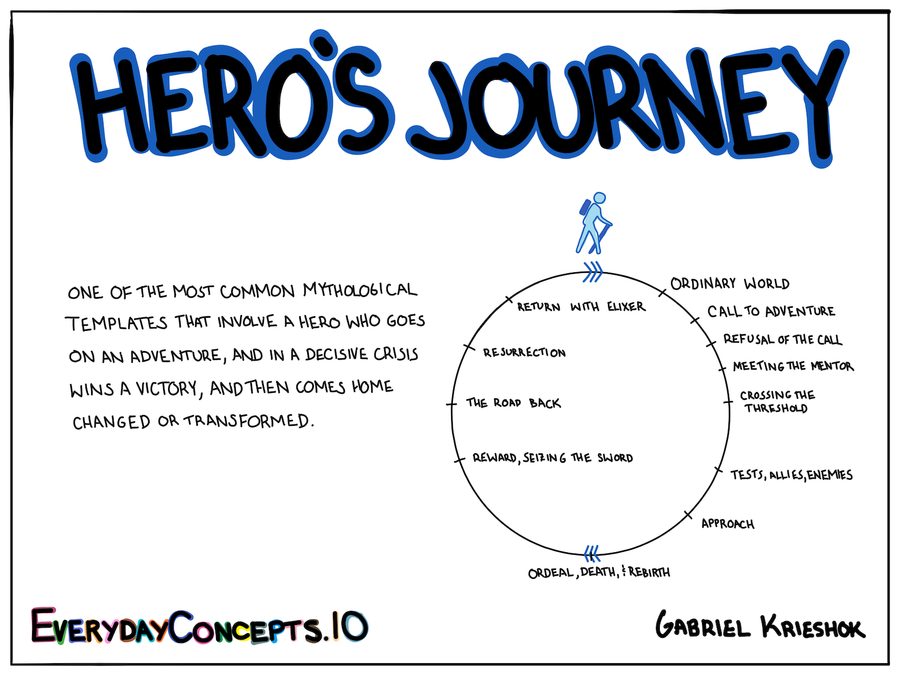 HERO'S JOURNEY
ONE OF THE MOST COMMON MYTHOLOGICAL
TEMPLATES THAT INVOLVE A HERO WHO GOES
ON AN ADVENTURE, AND IN A DECISIVE CRISIS
WINS A VICTORY, AND THEN COMES HOME
CHANGED OR TRANSFORMED.
ORDINARY WORLD
CALL TO ADVENTURE
REFUSAL OF THE CALL
MEETING THE MENTOR
CROSSING THE
THRESHOLD
TESTS, ALLIES, ENEMIES
APPROACH
ORDEAL, DEATH, & REBIRTH
REWARD, SEIZING THE SWORD
THE ROAD BACK
RESURRECTION
RETURN WITH ELIXER
EVERYDAYCONCEPTS.IO
GABRIEL KRIESHOK